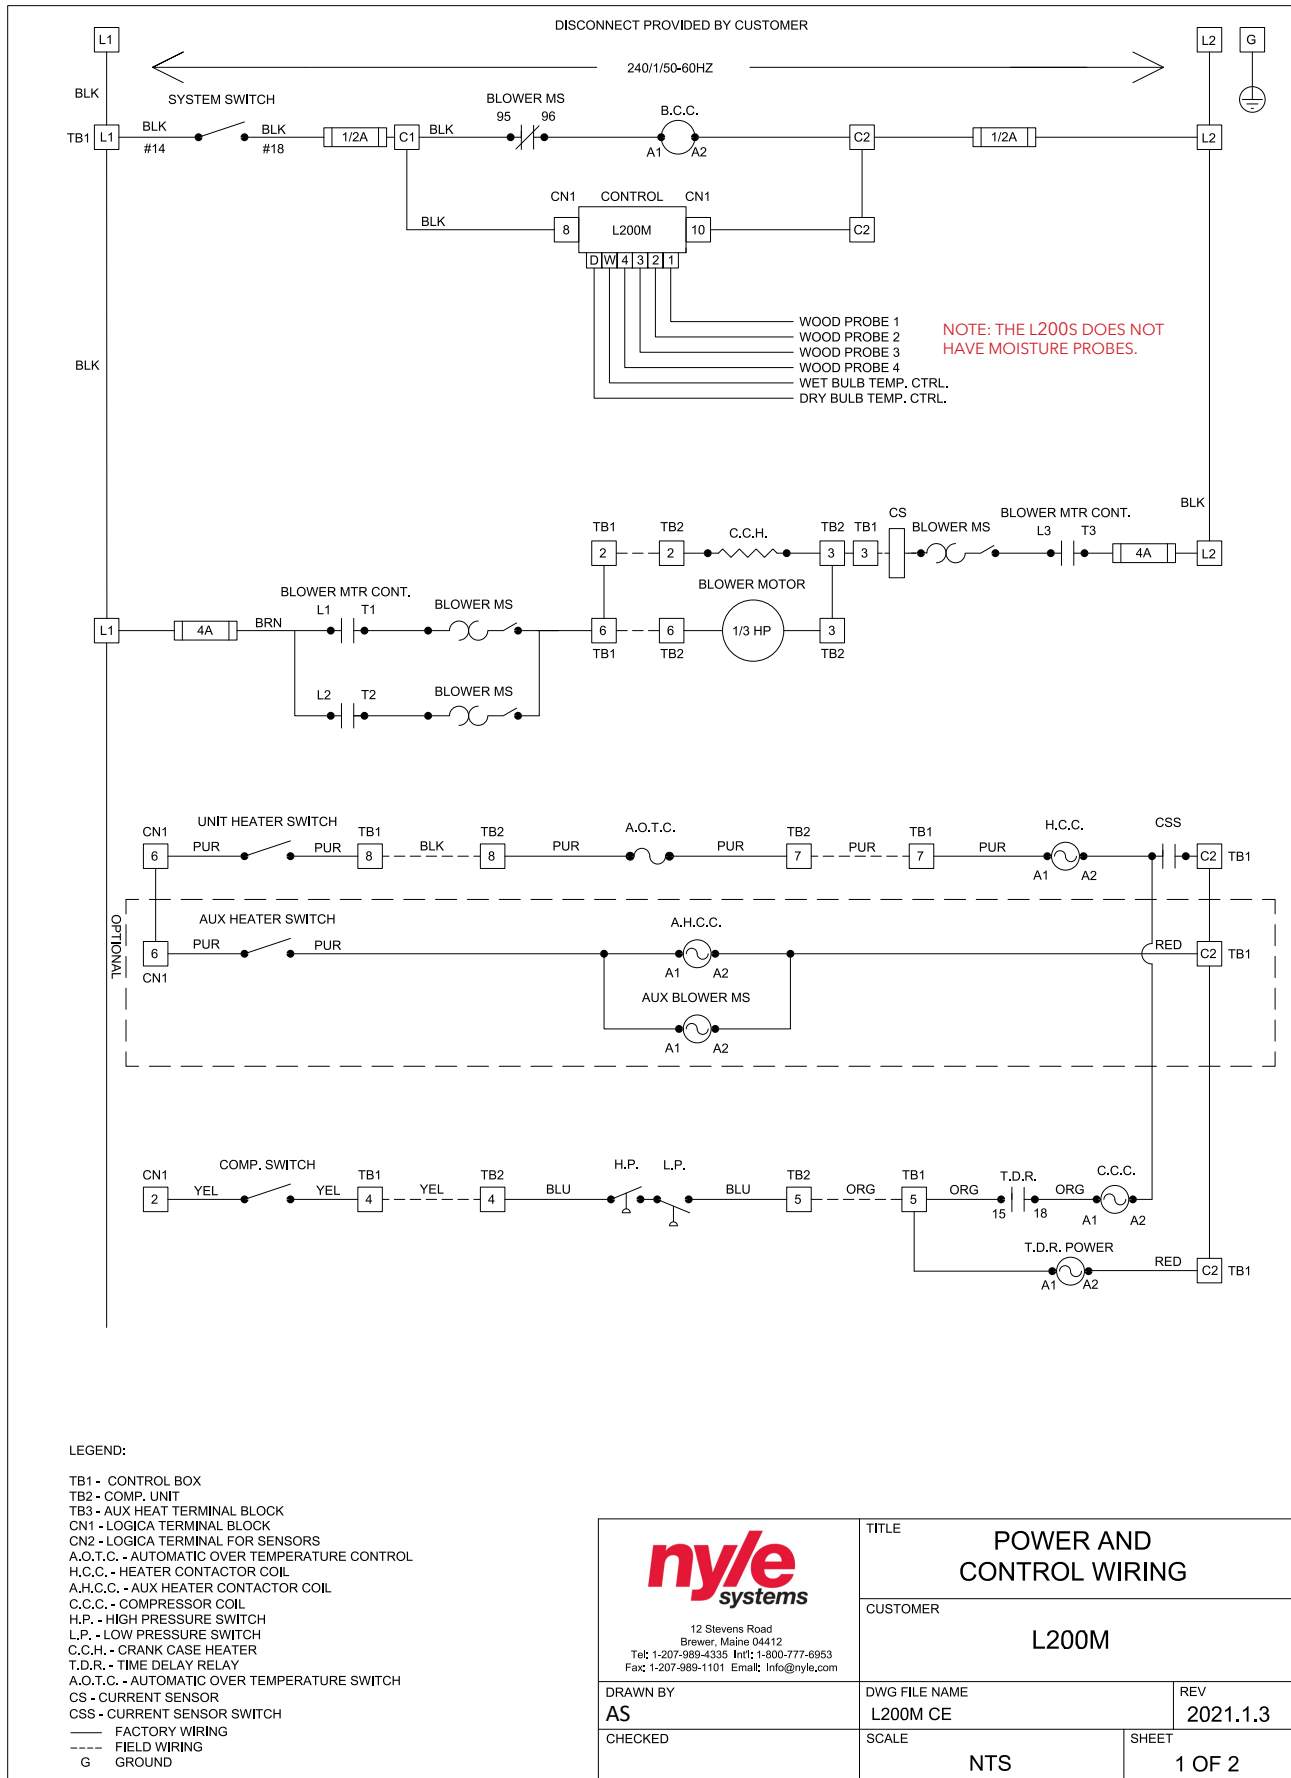 DISCONNECT PROVIDED BY CUSTOMER
L1
L2
G
240/1/50-60HZ
BLK
SYSTEM SWITCH
BLOWER MS
95
96
B.C.C.
TB1
L1
BLK
#14
BLK
#18
1/2A
C1
BLK
A1
A2
C2
1/2A
L2
CN1
CONTROL
CN1
BLK
8
L200M
10
C2
D
W
4
3
2
1
WOOD PROBE 1
WOOD PROBE 2
WOOD PROBE 3
WOOD PROBE 4
WET BULB TEMP. CTRL.
DRY BULB TEMP. CTRL.
NOTE: THE L200S DOES NOT
HAVE MOISTURE PROBES.
BLK
BLK
TB1
TB2
C.C.H.
TB2
TB1
CS
BLOWER MS
BLOWER MTR CONT.
L3
T3
2
2
3
3
4A
L2
BLOWER MOTOR
BLOWER MTR CONT.
L1
T1
BLOWER MS
L1
4A
BRN
6
6
1/3 HP
3
TB1
TB2
TB2
L2
T2
BLOWER MS
CN1
UNIT HEATER SWITCH
TB1
TB2
A.O.T.C.
TB2
TB1
H.C.C.
CSS
6
PUR
PUR
8
BLK
8
PUR
PUR
7
PUR
7
PUR
A1
A2
C2
TB1
OPTIONAL
AUX HEATER SWITCH
A.H.C.C.
6
PUR
PUR
CN1
A1
A2
RED
C2
TB1
AUX BLOWER MS
A1
A2
CN1
COMP. SWITCH
TB1
TB2
H.P.
L.P.
TB2
TB1
T.D.R.
C.C.C.
2
YEL
YEL
4
YEL
4
BLU
BLU
5
ORG
5
ORG
15
18
ORG
A1
A2
T.D.R. POWER
A1
A2
RED
C2
TB1
LEGEND:
TB1 - CONTROL BOX
TB2 - COMP. UNIT
TB3 - AUX HEAT TERMINAL BLOCK
CN1 - LOGICA TERMINAL BLOCK
CN2 - LOGICA TERMINAL FOR SENSORS
A.O.T.C. - AUTOMATIC OVER TEMPERATURE CONTROL
H.C.C. - HEATER CONTACTOR COIL
A.H.C.C. - AUX HEATER CONTACTOR COIL
C.C.C. - COMPRESSOR COIL
H.P. - HIGH PRESSURE SWITCH
L.P. - LOW PRESSURE SWITCH
C.C.H. - CRANK CASE HEATER
T.D.R. - TIME DELAY RELAY
A.O.T.C. - AUTOMATIC OVER TEMPERATURE SWITCH
CS - CURRENT SENSOR
CSS - CURRENT SENSOR SWITCH
FACTORY WIRING
FIELD WIRING
G GROUND
nyle
systems
12 Stevens Road
Brewer, Maine 04412
Tel: 1-207-989-4335 Int'l: 1-800-777-6953
Fax: 1-207-989-1101 Email: Info@nyle.com
TITLE
POWER AND
CONTROL WIRING
CUSTOMER
L200M
DRAWN BY
AS
DWG FILE NAME
L200M CE
REV
2021.1.3
CHECKED
SCALE
NTS
SHEET
1 OF 2